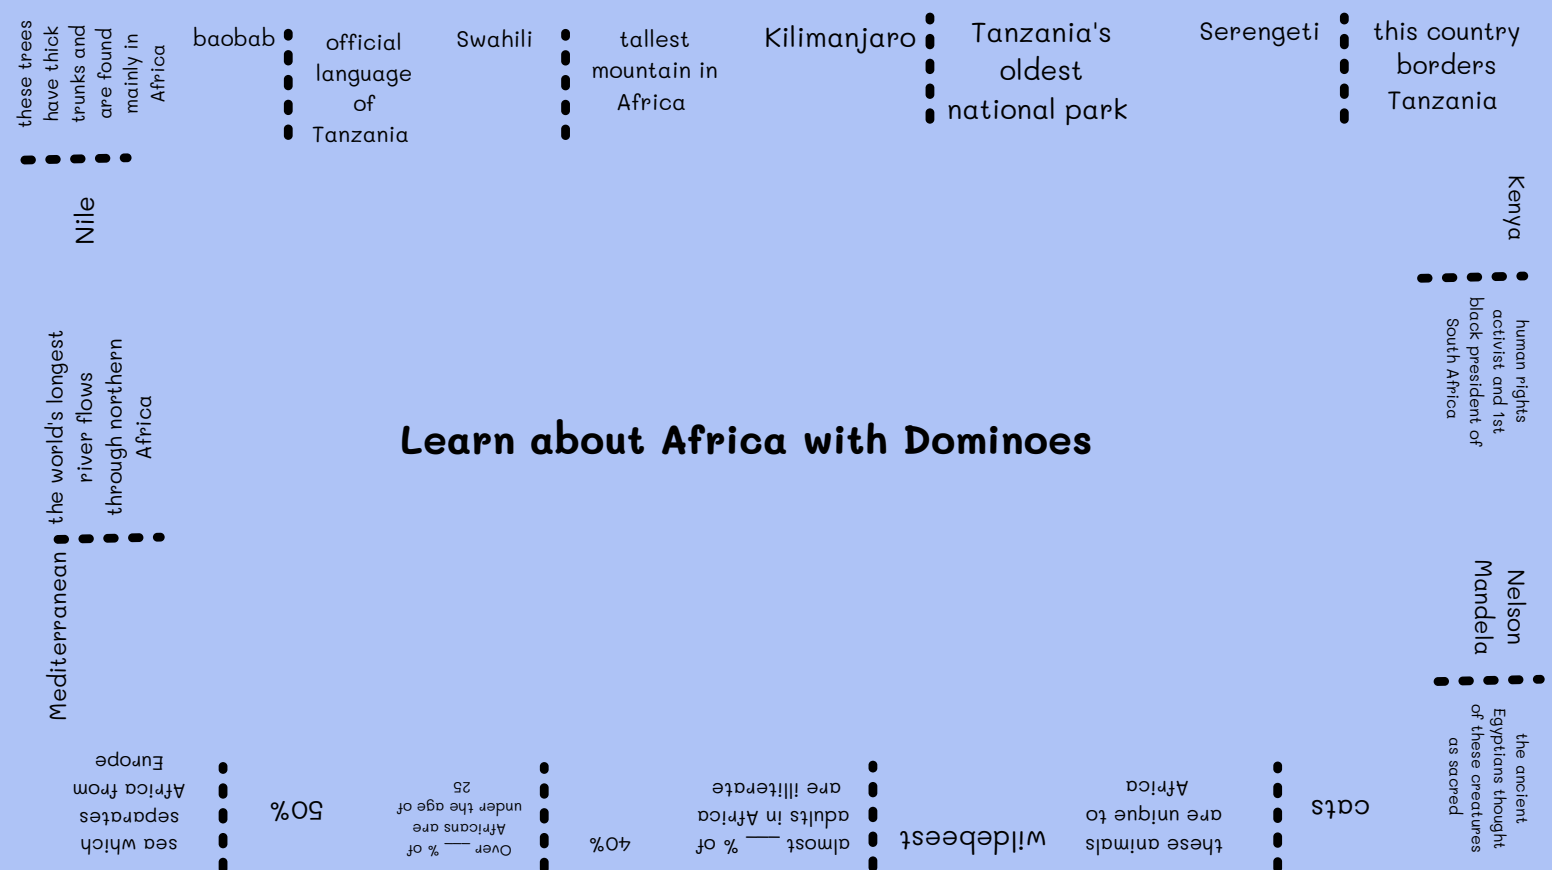 these trees
have thick
trunks and
are found
mainly in
Africa
baobab
official
language
of
Tanzania
Swahili
tallest
mountain in
Africa
Kilimanjaro
Tanzania's
oldest
national park
Serengeti
this country
borders
Tanzania
Kenya
human rights
activist and 1st
black president of
South Africa
Nelson
Mandela
the ancient
Egyptians thought
of these creatures
as sacred
cats
these animals
are unique to
Africa
wildebeest
almost ___ % of
adults in Africa
are illiterate
40%
Over ___ % of
Africans are
under the age of
25
50%
sea which
separates
Africa from
Europe
Mediterranean
the world's longest
river flows
through northern
Africa
Nile
Learn about Africa with Dominoes